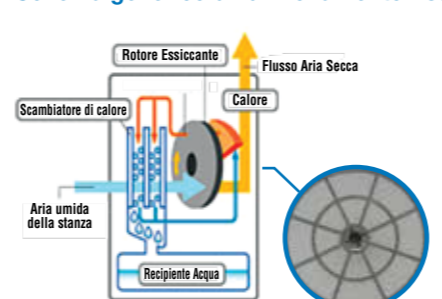 Rotore Essiccante
Flusso Aria Secca
Calore
Scambiatore di calore
Aria umida
della stanza
Recipiente Acqua